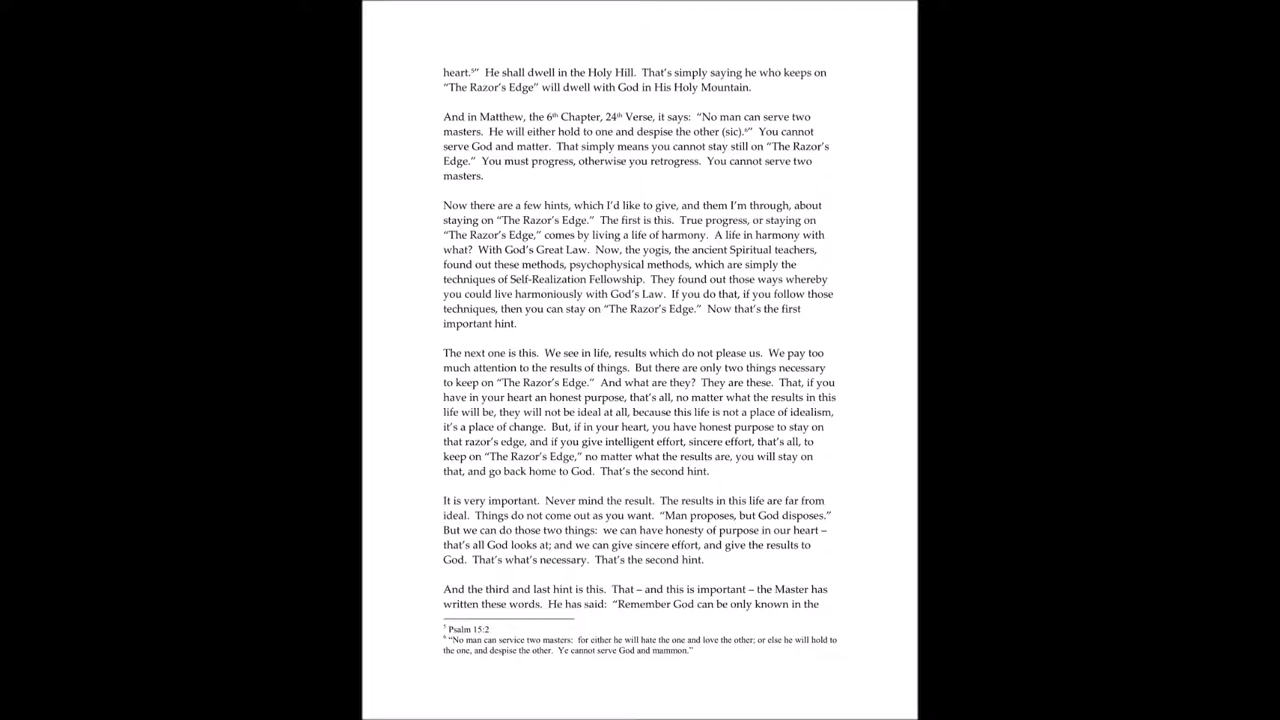 heart.⁵” He shall dwell in the Holy Hill. That’s simply saying he who keeps on
“The Razor’s Edge” will dwell with God in His Holy Mountain.
And in Matthew, the 6th Chapter, 24th Verse, it says: “No man can serve two
masters. He will either hold to one and despise the other (sic).⁶” You cannot
serve God and matter. That simply means you cannot stay still on “The Razor’s
Edge.” You must progress, otherwise you retrogress. You cannot serve two
masters.
Now there are a few hints, which I’d like to give, and them I’m through, about
staying on “The Razor’s Edge.” The first is this. True progress, or staying on
“The Razor’s Edge,” comes by living a life of harmony. A life in harmony with
what? With God’s Great Law. Now, the yogis, the ancient Spiritual teachers,
found out these methods, psychophysical methods, which are simply the
techniques of Self-Realization Fellowship. They found out those ways whereby
you could live harmoniously with God’s Law. If you do that, if you follow those
techniques, then you can stay on “The Razor’s Edge.” Now that’s the first
important hint.
The next one is this. We see in life, results which do not please us. We pay too
much attention to the results of things. But there are only two things necessary
to keep on “The Razor’s Edge.” And what are they? They are these. That, if you
have in your heart an honest purpose, that’s all, no matter what the results in this
life will be, they will not be ideal at all, because this life is not a place of idealism,
it’s a place of change. But, if in your heart, you have honest purpose to stay on
that razor’s edge, and if you give intelligent effort, sincere effort, that’s all, to
keep on “The Razor’s Edge,” no matter what the results are, you will stay on
that, and go back home to God. That’s the second hint.
It is very important. Never mind the result. The results in this life are far from
ideal. Things do not come out as you want. “Man proposes, but God disposes.”
But we can do those two things: we can have honesty of purpose in our heart –
that’s all God looks at; and we can give sincere effort, and give the results to
God. That’s what’s necessary. That’s the second hint.
And the third and last hint is this. That – and this is important – the Master has
written these words. He has said: “Remember God can be only known in the
⁵ Psalm 15:2
⁶ “No man can service two masters: for either he will hate the one and love the other; or else he will hold to
the one, and despise the other. Ye cannot serve God and mammon.”